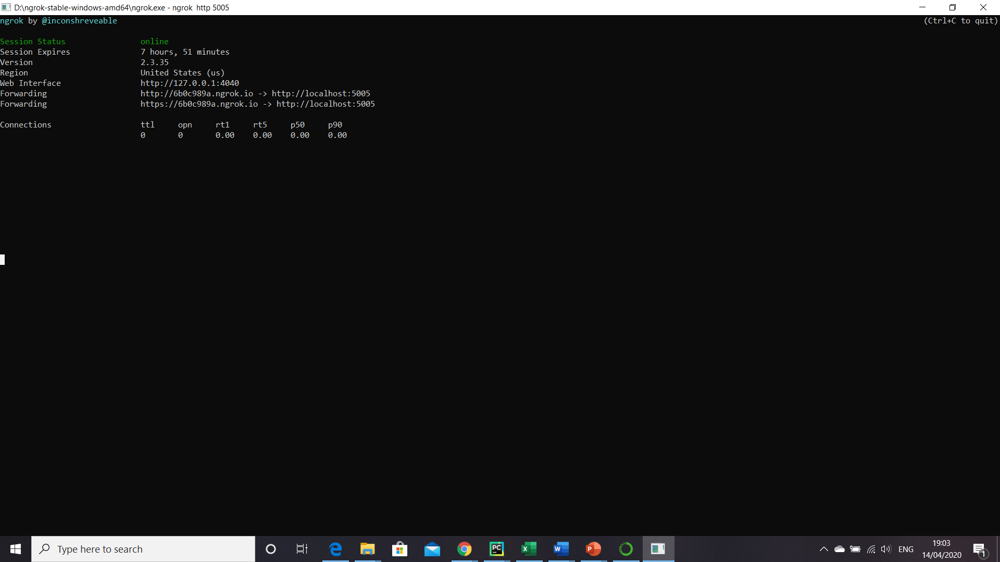 D:\ngrok-stable-windows-amd64\ngrok.exe - ngrok  http 5005
ngrok by @inconshreveable (Ctrl+C to quit)
Session Status online
Session Expires 7 hours, 51 minutes
Version 2.3.35
Region United States (us)
Web Interface http://127.0.0.1:4040
Forwarding http://6b0c989a.ngrok.io -> http://localhost:5005
Forwarding https://6b0c989a.ngrok.io -> http://localhost:5005
Connections ttl opn rt1 rt5 p50 p90
0 0 0.00 0.00 0.00 0.00
Type here to search
PC
X
W
P
ENG
19:03
14/04/2020
1